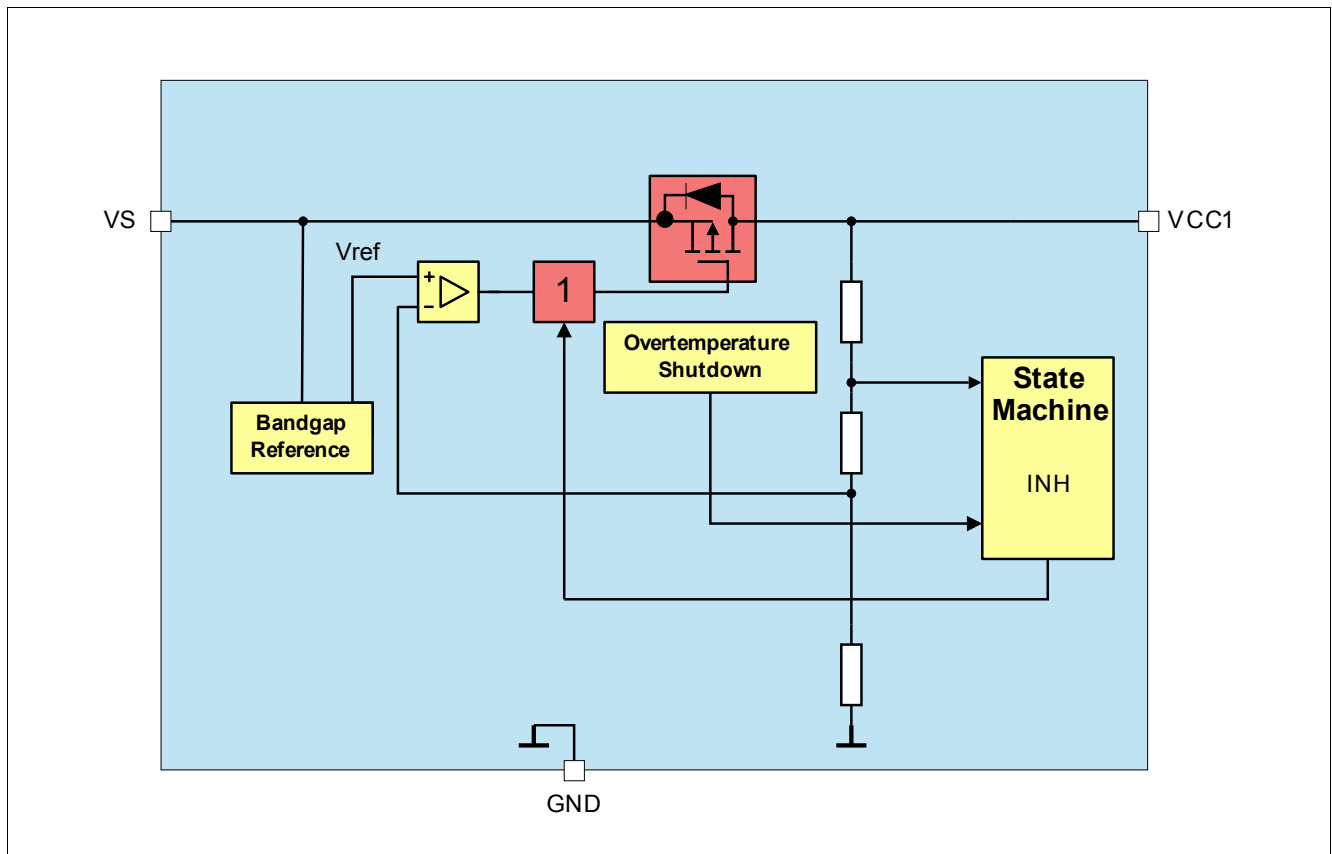 VS
VCC1
Vref
+
−
1
Overtemperature
Shutdown
Bandgap
Reference
State
Machine
INH
GND